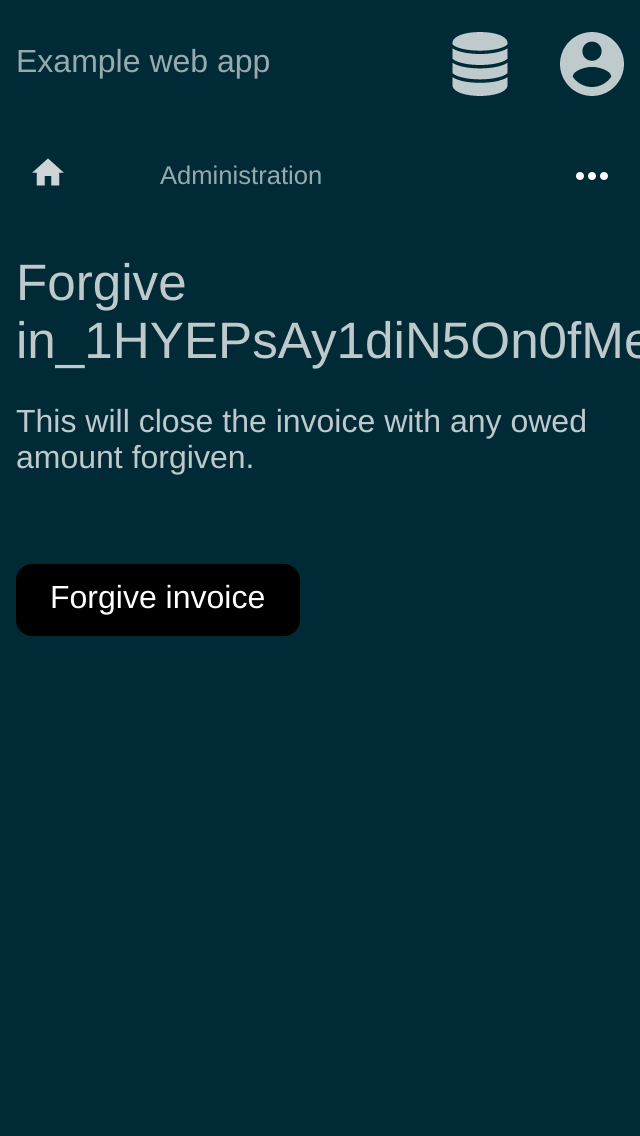 Example web app
Administration
Forgive
in_1HYEPsAy1diN5On0fMe
This will close the invoice with any owed
amount forgiven.
Forgive invoice